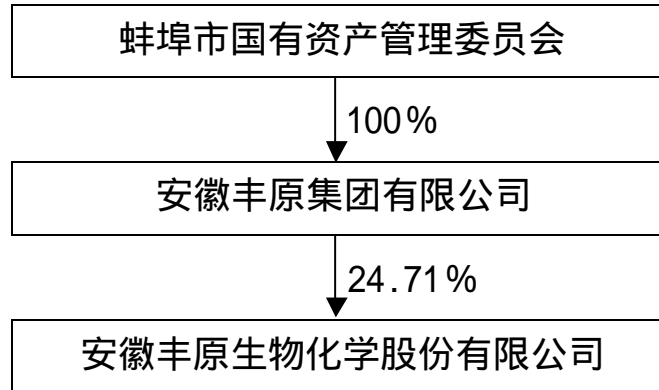 蚌埠市国有资产管理委员会
100%
安徽丰原集团有限公司
24.71%
安徽丰原生物化学股份有限公司